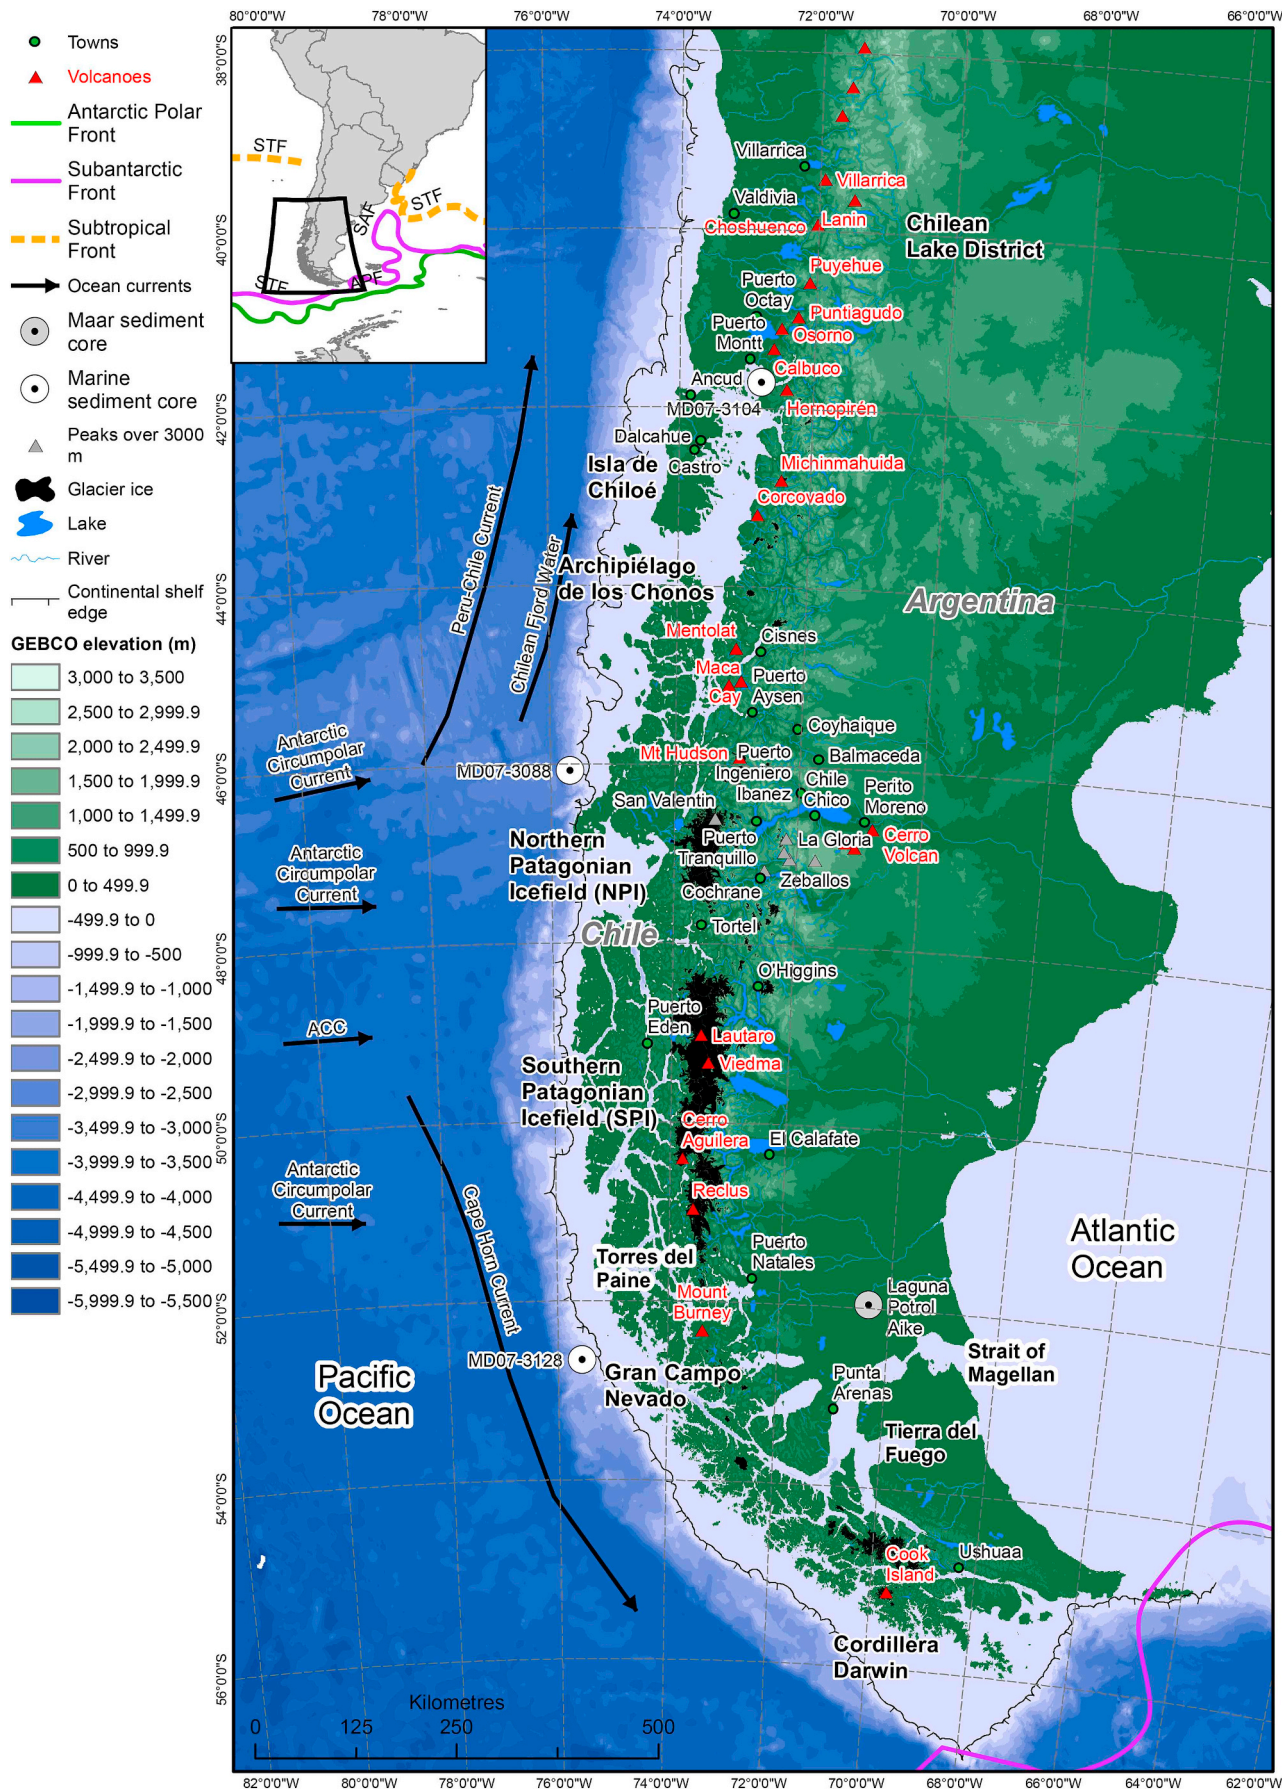 80°0'0"W
78°0'0"W
76°0'0"W
74°0'0"W
72°0'0"W
70°0'0"W
68°0'0"W
66°0'0"W
Towns
Volcanoes
Antarctic Polar
Front
Subantarctic
Front
Subtropical
Front
Ocean currents
Maar sediment
core
Marine
sediment core
Peaks over 3000
m
Glacier ice
Lake
River
Continental shelf
edge
GEBCO elevation (m)
3,000 to 3,500
2,500 to 2,999.9
2,000 to 2,499.9
1,500 to 1,999.9
1,000 to 1,499.9
500 to 999.9
0 to 499.9
-499.9 to 0
-999.9 to -500
-1,499.9 to -1,000
-1,999.9 to -1,500
-2,499.9 to -2,000
-2,999.9 to -2,500
-3,499.9 to -3,000
-3,999.9 to -3,500
-4,499.9 to -4,000
-4,999.9 to -4,500
-5,499.9 to -5,000
-5,999.9 to -5,500
38°0'0"S
40°0'0"S
42°0'0"S
44°0'0"S
46°0'0"S
48°0'0"S
50°0'0"S
52°0'0"S
54°0'0"S
56°0'0"S
STF
STF
SAF
STF
APF
Villarrica
Villarrica
Valdivia
Choshuenco
Lanin
Chilean
Lake District
Puyehue
Puerto
Octay
Puntiagudo
Puerto
Montt
Osorno
Calbuco
Ancud
MD07-3104
Hornopirén
Dalcahue
Castro
Isla de
Chiloé
Michinmahuida
Corcovado
Peru-Chile Current
Chilean Fjord Water
Archipiélago
de los Chonos
Argentina
Mentolat
Cisnes
Maca
Cay
Puerto
Aysen
Coyhaique
Antarctic
Circumpolar
Current
MD07-3088
Mt Hudson
Puerto
Ingeniero
Ibanez
Balmaceda
Chile
Chico
Perito
Moreno
San Valentin
Cerro
Volcan
La Gloria
Puerto
Tranquillo
Zeballos
Cochrane
Northern
Patagonian
Icefield (NPI)
Antarctic
Circumpolar
Current
Chile
Tortel
O'Higgins
Puerto
Eden
Lautaro
Viedma
ACC
Southern
Patagonian
Icefield (SPI)
Cerro
Aguilera
El Calafate
Reclus
Antarctic
Circumpolar
Current
Cape Horn Current
Atlantic
Ocean
Torres del
Paine
Puerto
Natales
Mount
Burney
Laguna
Potrol
Aike
Strait of
Magellan
MD07-3128
Gran Campo
Nevado
Punta
Arenas
Pacific
Ocean
Tierra del
Fuego
Cook
Island
Ushuaa
Cordillera
Darwin
Kilometres
0
125
250
500
82°0'0"W
80°0'0"W
78°0'0"W
76°0'0"W
74°0'0"W
72°0'0"W
70°0'0"W
68°0'0"W
66°0'0"W
64°0'0"W
62°0'0"W